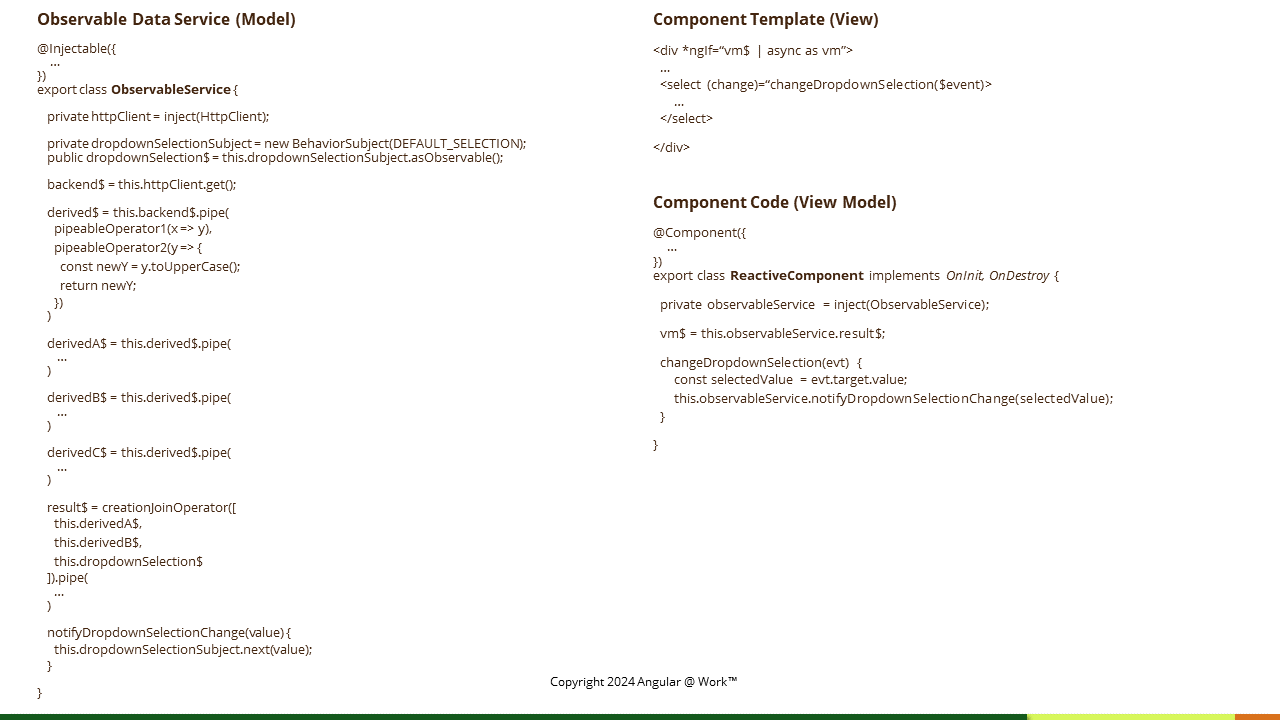 Observable Data Service (Model)
@Injectable({
...
})
export class ObservableService {
private httpClient = inject(HttpClient);
private dropdownSelectionSubject = new BehaviorSubject(DEFAULT_SELECTION);
public dropdownSelection$ = this.dropdownSelectionSubject.asObservable();
backend$ = this.httpClient.get();
derived$ = this.backend$.pipe(
pipeableOperator1(x => y),
pipeableOperator2(y => {
const newY = y.toUpperCase();
return newY;
})
)
derivedA$ = this.derived$.pipe(
...
)
derivedB$ = this.derived$.pipe(
...
)
derivedC$ = this.derived$.pipe(
...
)
result$ = creationJoinOperator([
this.derivedA$,
this.derivedB$,
this.dropdownSelection$
]).pipe(
...
)
notifyDropdownSelectionChange(value) {
this.dropdownSelectionSubject.next(value);
}
}
Component Template (View)
<div *ngIf=“vm$ | async as vm”>
...
<select (change)=“changeDropdownSelection($event)>
...
</select>
</div>
Component Code (View Model)
@Component({
...
})
export class ReactiveComponent implements OnInit, OnDestroy {
private observableService = inject(ObservableService);
vm$ = this.observableService.result$;
changeDropdownSelection(evt) {
const selectedValue = evt.target.value;
this.observableService.notifyDropdownSelectionChange(selectedValue);
}
}
Copyright 2024 Angular @ Work™